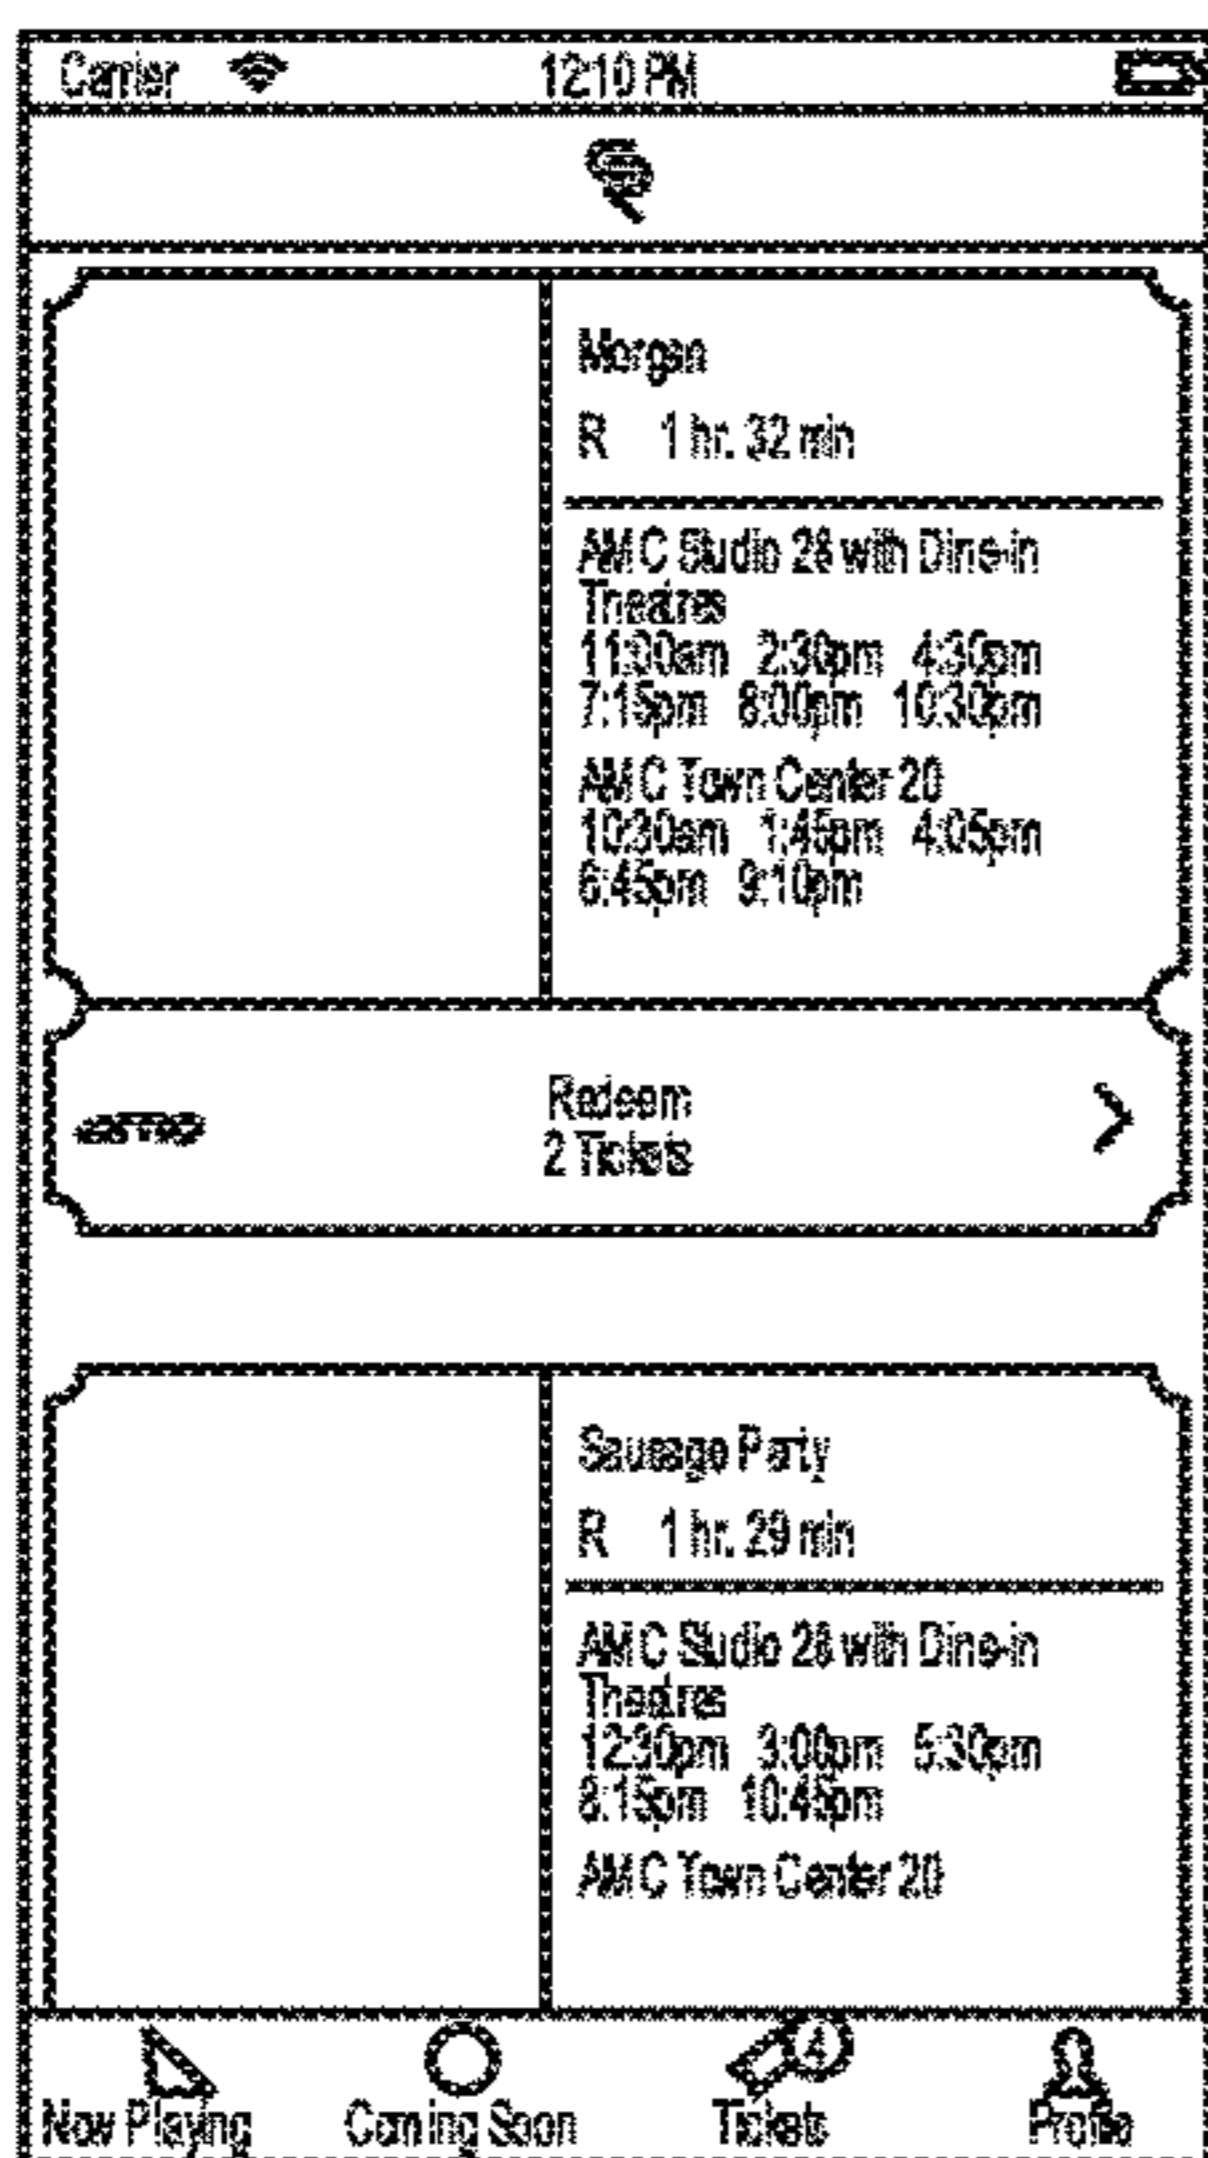 Carrier 12:10 PM
Morgan
R 1 hr. 32 min
AMC Studio 28 with Dine-in
Theatres
11:30am 2:30pm 4:30pm
7:15pm 8:00pm 10:30pm
AMC Town Center 20
10:30am 1:45pm 4:05pm
6:45pm 9:10pm
Redeem
2 Tickets
Sausage Party
R 1 hr. 29 min
AMC Studio 28 with Dine-in
Theatres
12:30pm 3:00pm 5:30pm
8:15pm 10:45pm
AMC Town Center 20
4
Now Playing Coming Soon Tickets Profile